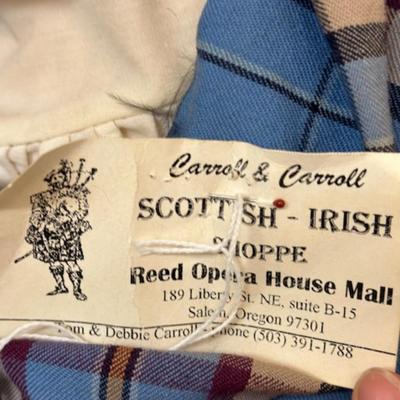 Carroll & Carroll
SCOTTISH - IRISH
SHOPPE
Reed Opera House Mall
189 Liberty St. NE, suite B-15
Salem, Oregon 97301
Tom & Debbie Carroll phone (503) 391-1788